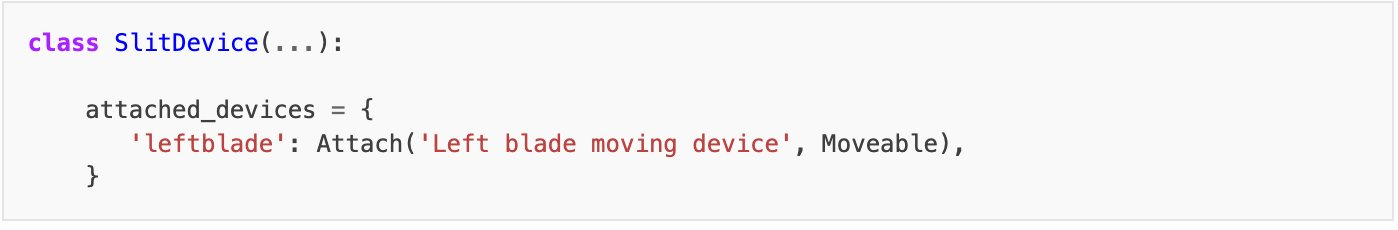 class SlitDevice(...):
attached_devices = {
'leftblade': Attach('Left blade moving device', Moveable),
}